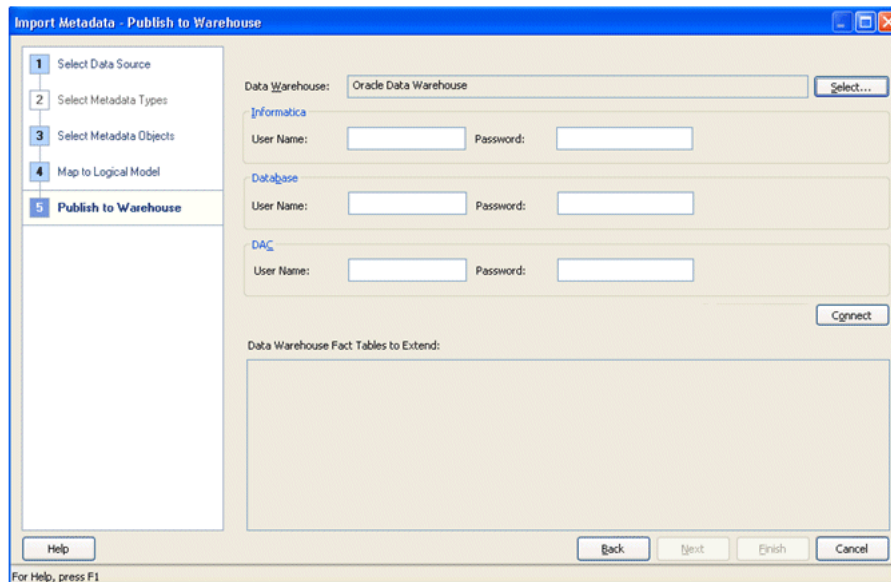 Import Metadata - Publish to Warehouse
1 Select Data Source
2 Select Metadata Types
3 Select Metadata Objects
4 Map to Logical Model
5 Publish to Warehouse
Data Warehouse: Oracle Data Warehouse Select...
Informatica
User Name: Password:
Database
User Name: Password:
DAC
User Name: Password:
Connect
Data Warehouse Fact Tables to Extend:
Help Back Next Finish Cancel
For Help, press F1